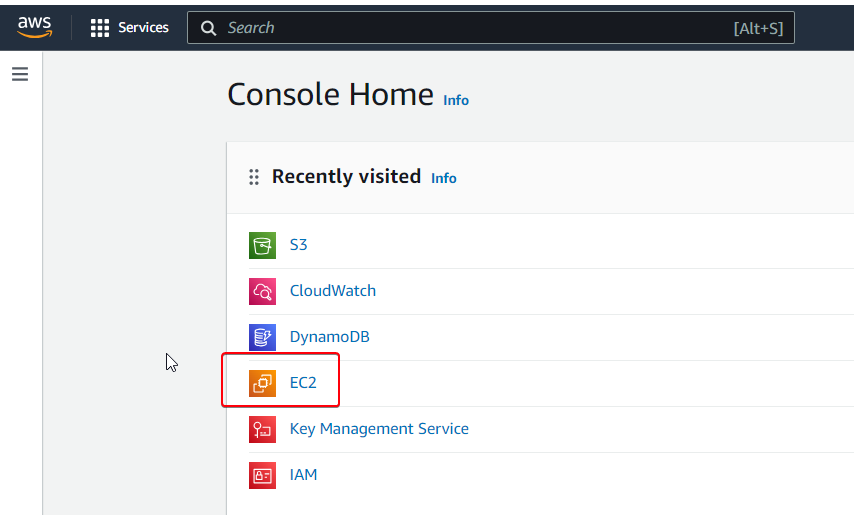 aws Services Search [Alt+S]
Console Home Info
Recently visited Info
S3
CloudWatch
DynamoDB
EC2
Key Management Service
IAM